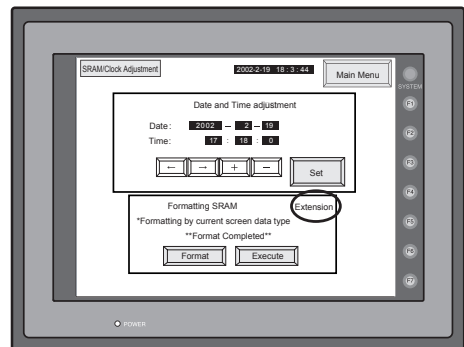 SRAM/Clock Adjustment
2002-2-19 18 : 3 : 44
Main Menu
SYSTEM
Date and Time adjustment
Date: 2002 – 2 – 19
Time: 17 : 18 : 0
← → + −
Set
Formatting SRAM
Extension
*Formatting by current screen data type
**Format Completed**
Format
Execute
F1
F2
F3
F4
F5
F6
F7
POWER